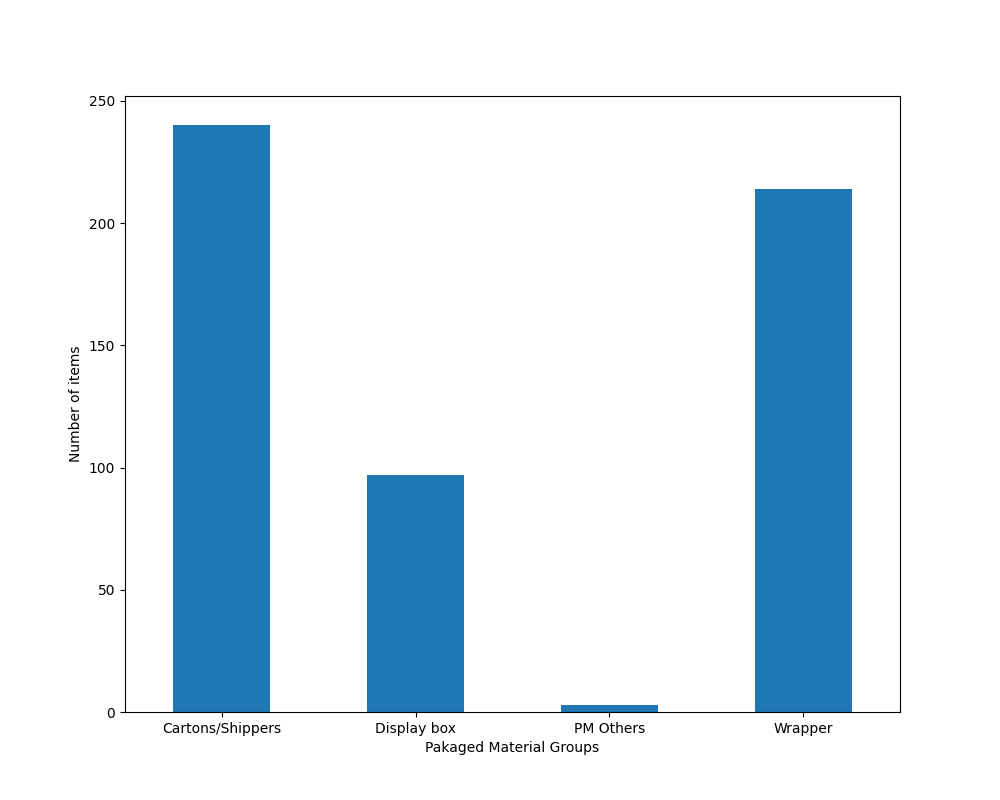 250
200
150
100
50
0
Number of items
Cartons/Shippers
Display box
PM Others
Wrapper
Pakaged Material Groups